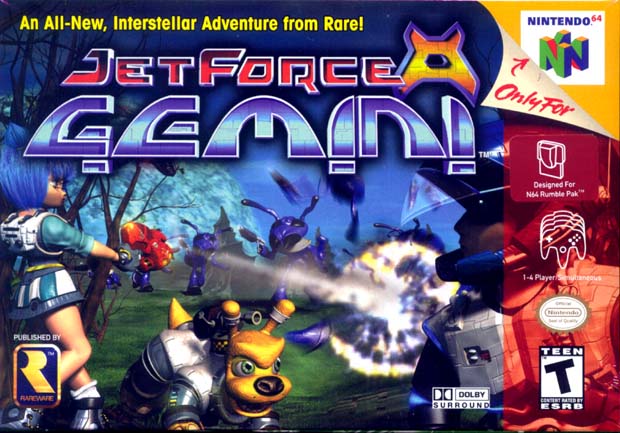 An All-New, Interstellar Adventure from Rare!
NINTENDO 64
JET FORCE
GEMINI
TM
Only For
Designed For
N64 Rumble Pak™
1-4 Player/Simultaneous
Official
Nintendo
Seal of Quality
PUBLISHED BY
R
RAREWARE
DOLBY
SURROUND
TEEN
T
CONTENT RATED BY
ESRB